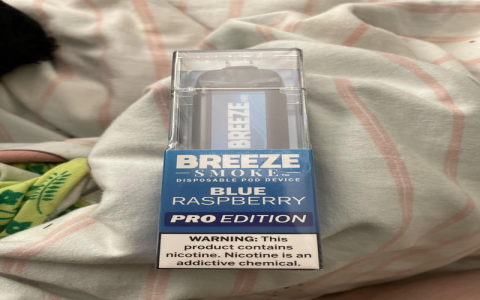 BREEZE
BREEZE
SMOKE™
DISPOSABLE POD DEVICE
BLUE
RASPBERRY
PRO EDITION
WARNING: This
product contains
nicotine. Nicotine is an
addictive chemical.